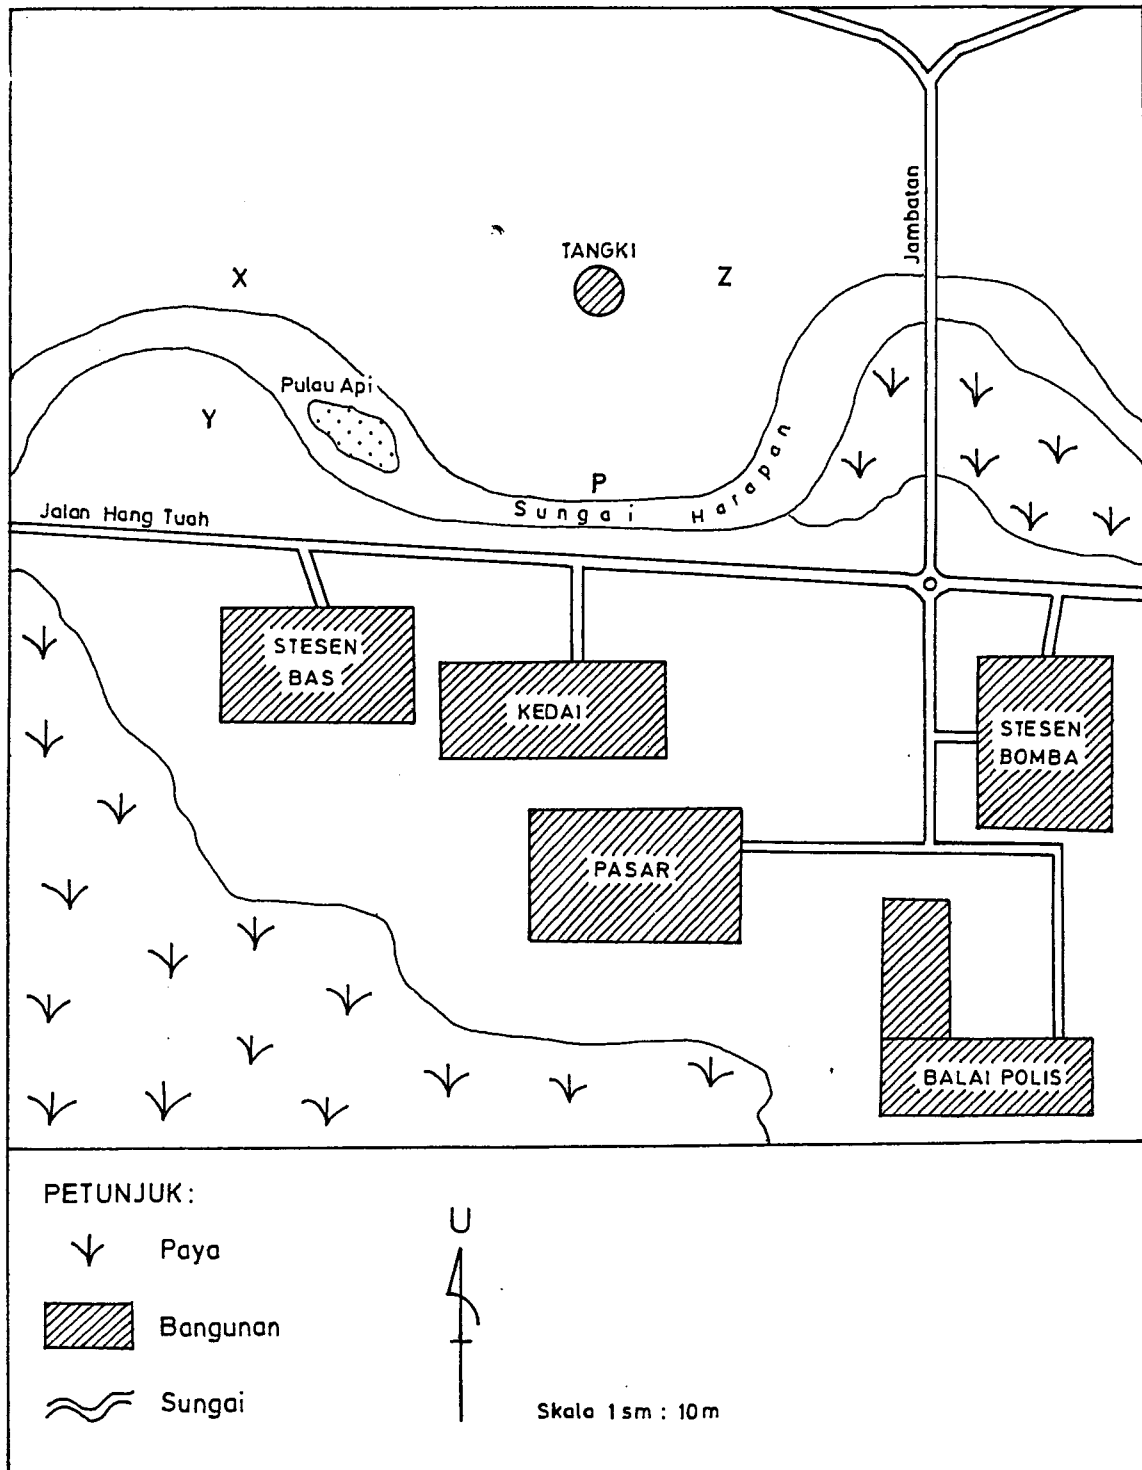 Jambatan
TANGKI
X
Z
Pulau Api
Y
P
Sungai Harapan
Jalan Hang Tuah
STESEN
BAS
KEDAI
STESEN
BOMBA
PASAR
BALAI POLIS
PETUNJUK:
U
Paya
Bangunan
Sungai
Skala 1 sm : 10 m